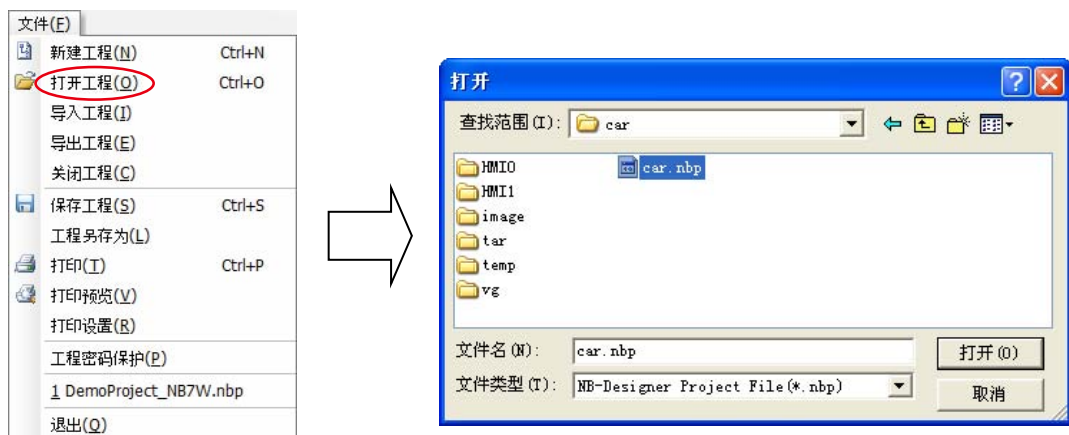 文件(F)
新建工程(N) Ctrl+N
打开工程(O) Ctrl+O
导入工程(I)
导出工程(E)
关闭工程(C)
保存工程(S) Ctrl+S
工程另存为(L)
打印(T) Ctrl+P
打印预览(V)
打印设置(R)
工程密码保护(P)
1 DemoProject_NB7W.nbp
退出(Q)
打开
查找范围(I): car
HMI0 car.nbp
HMI1
image
tar
temp
vg
文件名(N): car.nbp 打开(O)
文件类型(T): NB-Designer Project File(*.nbp) 取消